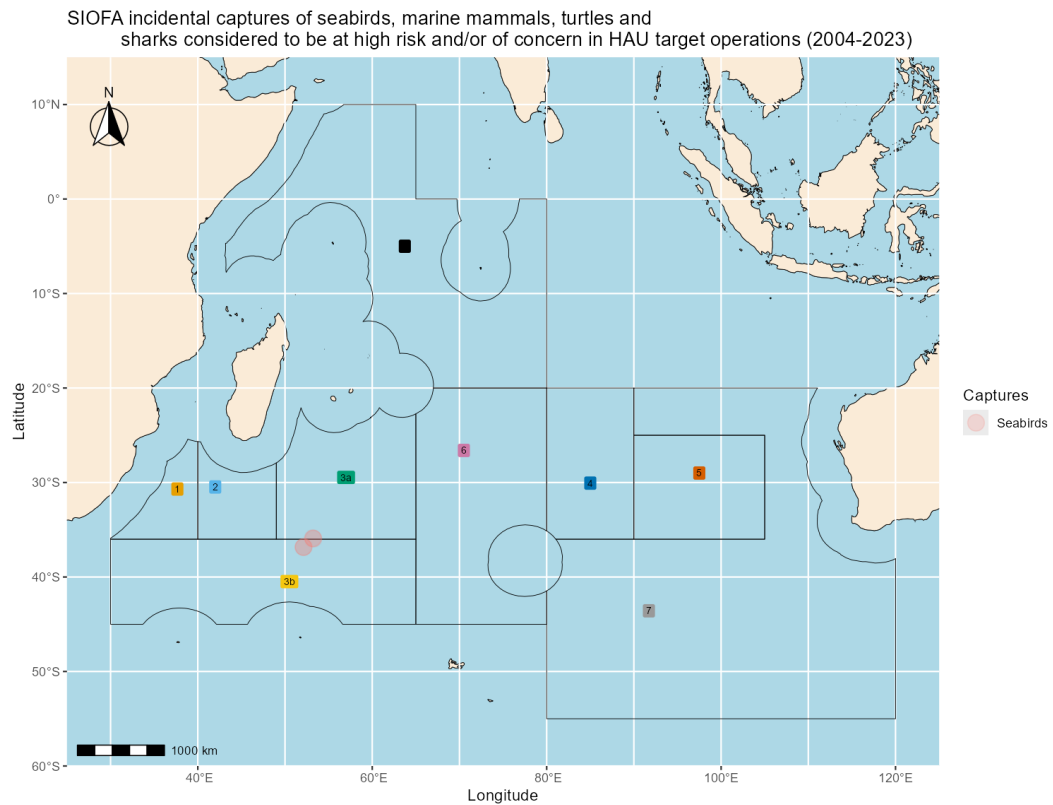 SIOFA incidental captures of seabirds, marine mammals, turtles and
sharks considered to be at high risk and/or of concern in HAU target operations (2004-2023)
N
10°N
0°
10°S
20°S
30°S
40°S
50°S
60°S
Latitude
6
3a
5
1
2
4
3b
7
1000 km
40°E
60°E
80°E
100°E
120°E
Longitude
Captures
Seabirds